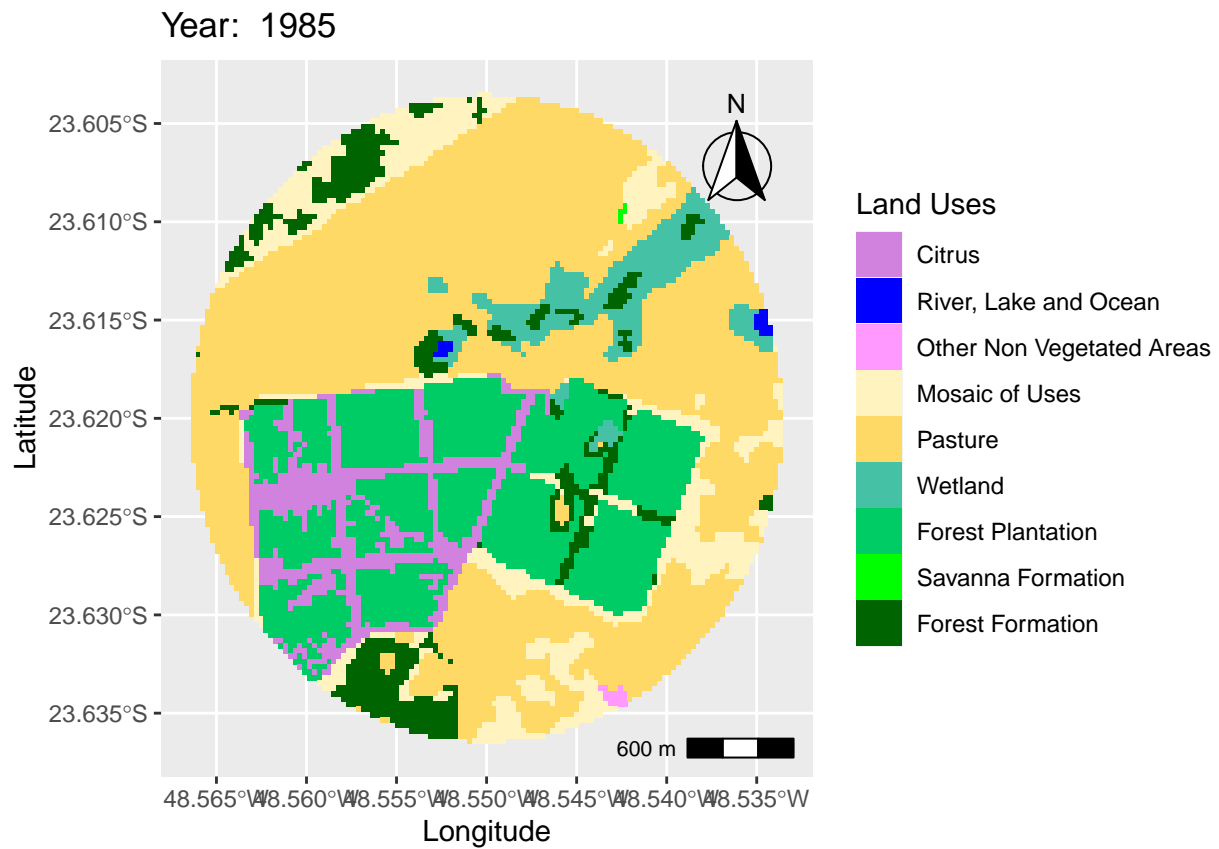 Year:  1985
N
23.605°S
23.610°S
23.615°S
23.620°S
23.625°S
23.630°S
23.635°S
Latitude
600 m
48.565°W 48.560°W 48.555°W 48.550°W 48.545°W 48.540°W 48.535°W
Longitude
Land Uses
Citrus
River, Lake and Ocean
Other Non Vegetated Areas
Mosaic of Uses
Pasture
Wetland
Forest Plantation
Savanna Formation
Forest Formation